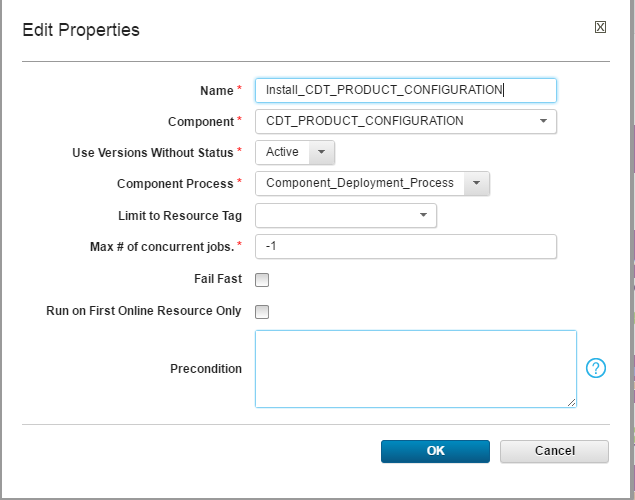 Edit Properties
Name *
Install_CDT_PRODUCT_CONFIGURATION
Component *
CDT_PRODUCT_CONFIGURATION
Use Versions Without Status *
Active
Component Process *
Component_Deployment_Process
Limit to Resource Tag
Max # of concurrent jobs. *
-1
Fail Fast
Run on First Online Resource Only
Precondition
?
OK
Cancel